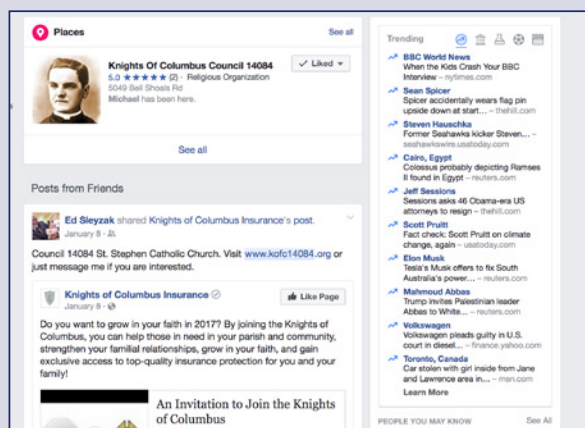 Places
See all
Knights Of Columbus Council 14084
5.0 ★★★★★ (2) · Religious Organization
5049 Bell Shoals Rd
Michael has been here.
Liked
See all
Posts from Friends
Ed Sleyzak shared Knights of Columbus Insurance's post.
January 8 ·
Council 14084 St. Stephen Catholic Church. Visit www.kofc14084.org or
just message me if you are interested.
Knights of Columbus Insurance
January 8 ·
Like Page
Do you want to grow in your faith in 2017? By joining the Knights of
Columbus, you can help those in need in your parish and community,
strengthen your familial relationships, grow in your faith, and gain
exclusive access to top-quality insurance protection for you and your
family!
An Invitation to Join the Knights
of Columbus
Trending
BBC World News
When the Kids Crash Your BBC
Interview – nytimes.com
Sean Spicer
Spicer accidentally wears flag pin
upside down at start... – thehill.com
Steven Hauschka
Former Seahawks kicker Steven... –
seahawkswire.usatoday.com
Cairo, Egypt
Colossus probably depicting Ramses
II found in Egypt – reuters.com
Jeff Sessions
Sessions asks 46 Obama-era US
attorneys to resign – thehill.com
Scott Pruitt
Fact check: Scott Pruitt on climate
change, again – usatoday.com
Elon Musk
Tesla's Musk offers to fix South
Australia's power... – reuters.com
Mahmoud Abbas
Trump invites Palestinian leader
Abbas to White... – reuters.com
Volkswagen
Volkswagen pleads guilty in U.S.
court in diesel... – finance.yahoo.com
Toronto, Canada
Car stolen with girl inside from Jane
and Lawrence area in... – msn.com
Learn More
PEOPLE YOU MAY KNOW
See All